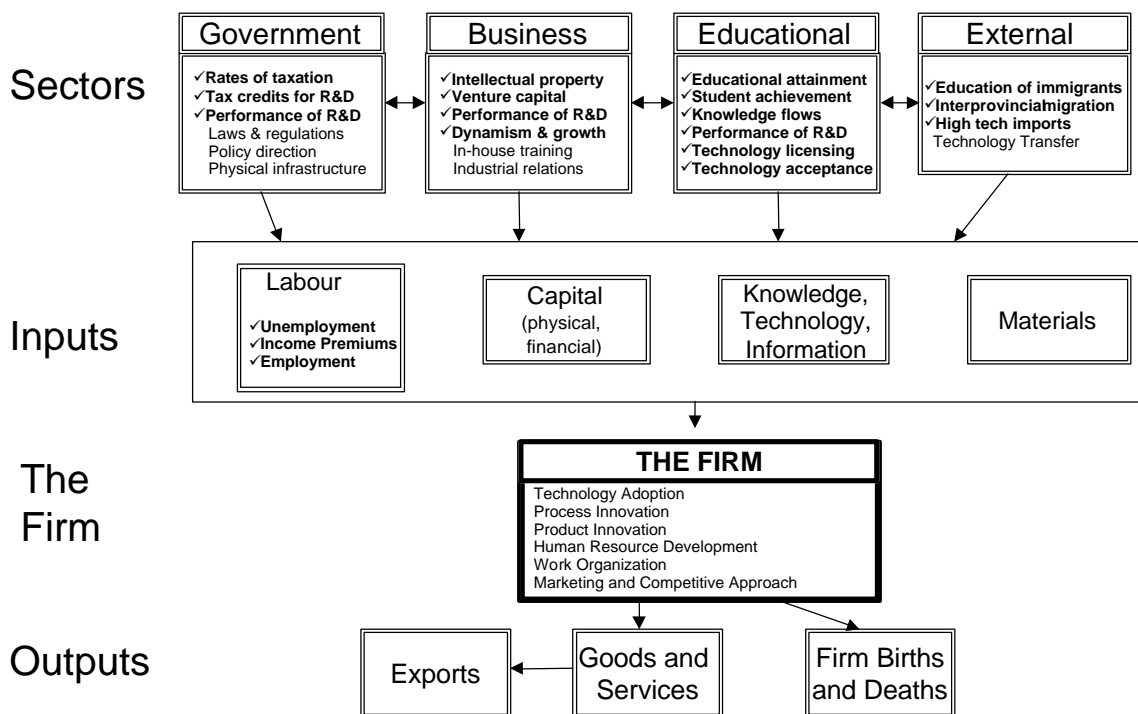 Sectors
Government
✓Rates of taxation
✓Tax credits for R&D
✓Performance of R&D
Laws & regulations
Policy direction
Physical infrastructure
Business
✓Intellectual property
✓Venture capital
✓Performance of R&D
✓Dynamism & growth
In-house training
Industrial relations
Educational
✓Educational attainment
✓Student achievement
✓Knowledge flows
✓Performance of R&D
✓Technology licensing
✓Technology acceptance
External
✓Education of immigrants
✓Interprovincialmigration
✓High tech imports
Technology Transfer
Inputs
Labour
✓Unemployment
✓Income Premiums
✓Employment
Capital
(physical,
financial)
Knowledge,
Technology,
Information
Materials
The
Firm
THE FIRM
Technology Adoption
Process Innovation
Product Innovation
Human Resource Development
Work Organization
Marketing and Competitive Approach
Outputs
Exports
Goods and
Services
Firm Births
and Deaths